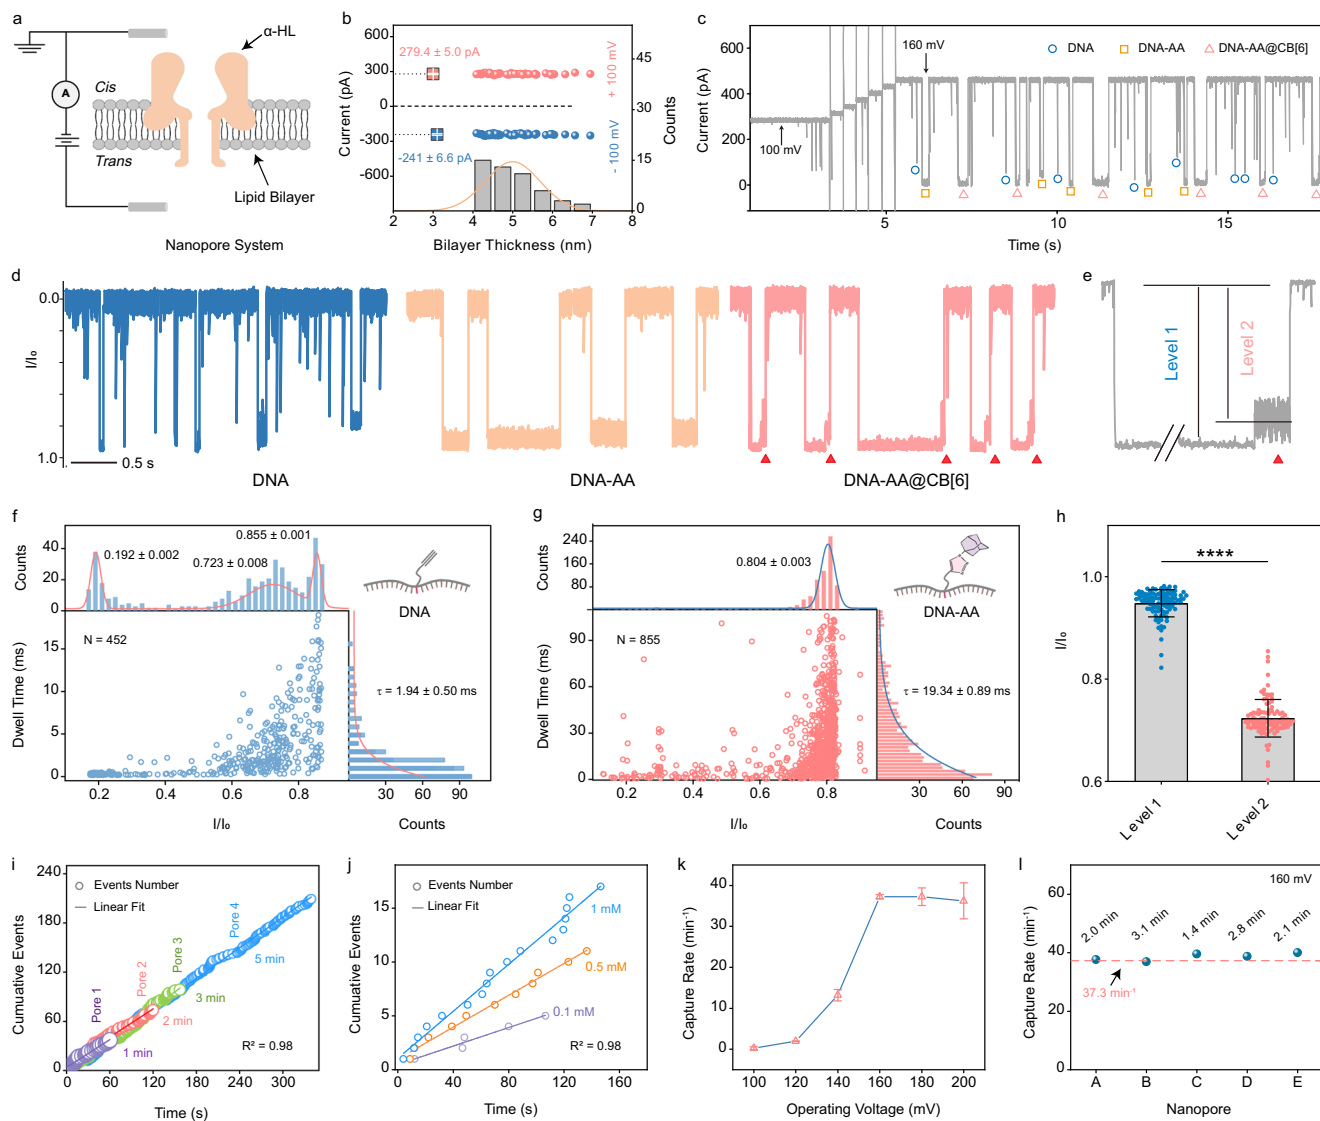 a
α-HL
A
Cis
Trans
Lipid Bilayer
Nanopore System
b
600
300
0
-300
-600
Current (pA)
279.4 ± 5.0 pA
-241 ± 6.6 pA
+ 100 mV
- 100 mV
45
30
15
0
Counts
2 3 4 5 6 7 8
Bilayer Thickness (nm)
c
600
400
200
0
Current (pA)
160 mV
100 mV
DNA DNA-AA DNA-AA@CB[6]
5 10 15
Time (s)
d
0.0
1.0
I/I₀
0.5 s
DNA
DNA-AA
DNA-AA@CB[6]
e
Level 1
Level 2
f
40
20
0
Counts
0.192 ± 0.002
0.723 ± 0.008
0.855 ± 0.001
DNA
N = 452
15
10
5
0
Dwell Time (ms)
τ = 1.94 ± 0.50 ms
0.2 0.4 0.6 0.8
30 60 90
I/I₀
Counts
g
240
160
80
0
Counts
0.804 ± 0.003
DNA-AA
N = 855
90
60
30
0
Dwell Time (ms)
τ = 19.34 ± 0.89 ms
0.2 0.4 0.6 0.8
30 60 90
I/I₀
Counts
h
****
1.0
0.8
0.6
I/I₀
Level 1
Level 2
i
240
180
120
60
0
Cumuative Events
Events Number
Linear Fit
Pore 1
Pore 2
Pore 3
Pore 4
1 min
2 min
3 min
5 min
R² = 0.98
0 60 120 180 240 300
Time (s)
j
15
10
5
0
Cumuative Events
Events Number
Linear Fit
1 mM
0.5 mM
0.1 mM
R² = 0.98
0 40 80 120 160
Time (s)
k
40
30
20
10
0
Capture Rate (min⁻¹)
100 120 140 160 180 200
Operating Voltage (mV)
l
60
40
20
0
Capture Rate (min⁻¹)
160 mV
2.0 min
3.1 min
1.4 min
2.8 min
2.1 min
37.3 min⁻¹
A B C D E
Nanopore